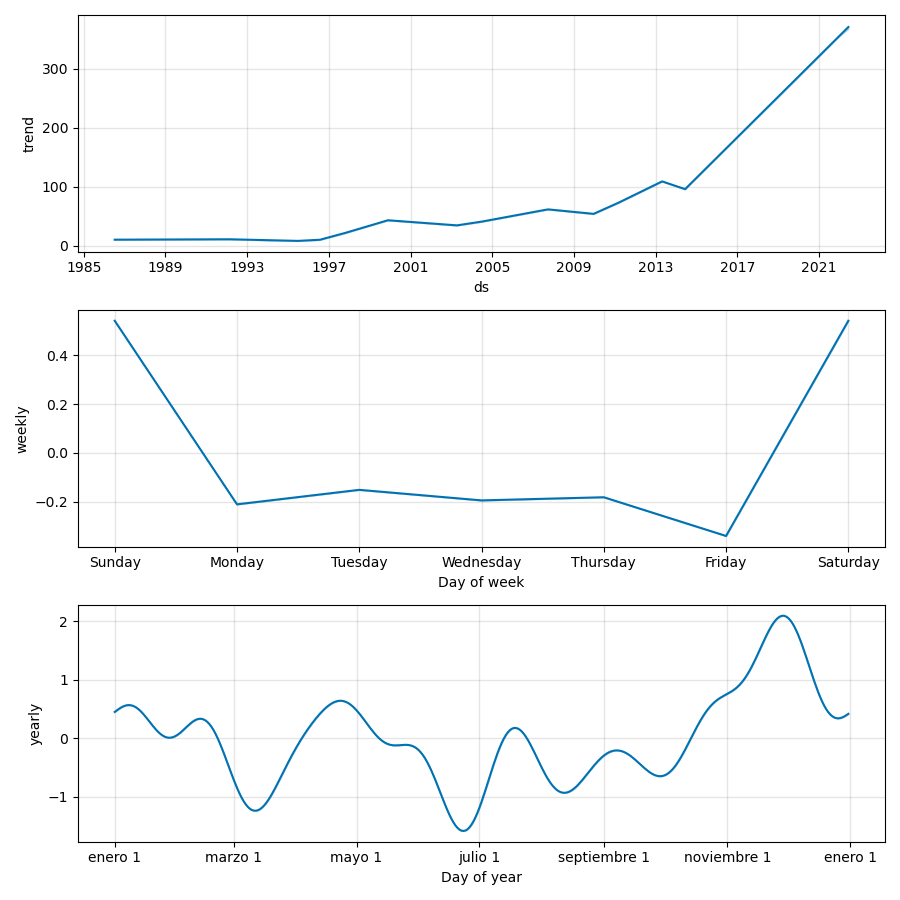 300
200
100
0
trend
1985 1989 1993 1997 2001 2005 2009 2013 2017 2021
ds
0.4
0.2
0.0
−0.2
weekly
Sunday Monday Tuesday Wednesday Thursday Friday Saturday
Day of week
2
1
0
−1
yearly
enero 1 marzo 1 mayo 1 julio 1 septiembre 1 noviembre 1 enero 1
Day of year